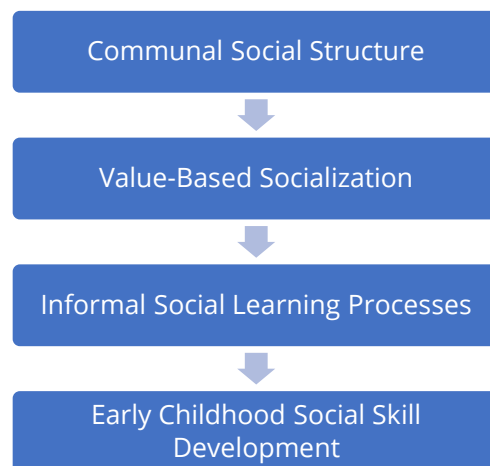 Communal Social Structure
Value-Based Socialization
Informal Social Learning Processes
Early Childhood Social Skill
Development